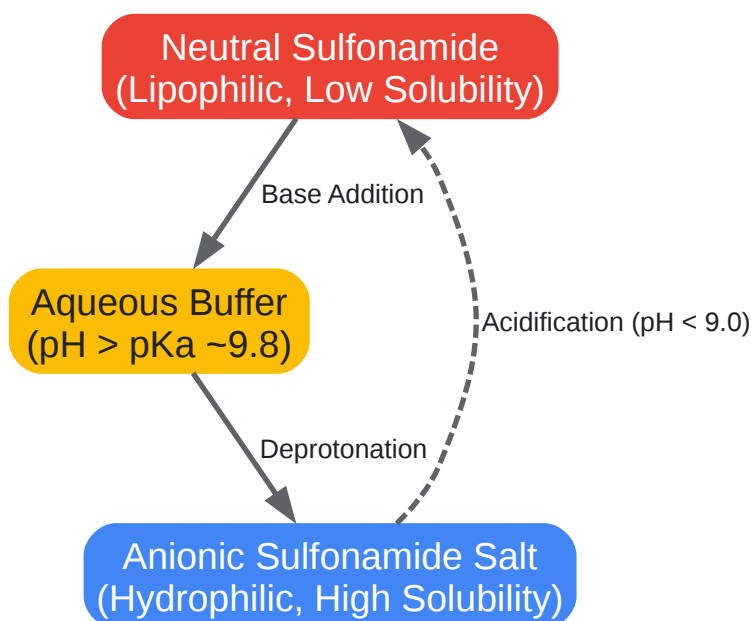 Neutral Sulfonamide
(Lipophilic, Low Solubility)
Base Addition
Aqueous Buffer
(pH > pKa ~9.8)
Acidification (pH < 9.0)
Deprotonation
Anionic Sulfonamide Salt
(Hydrophilic, High Solubility)